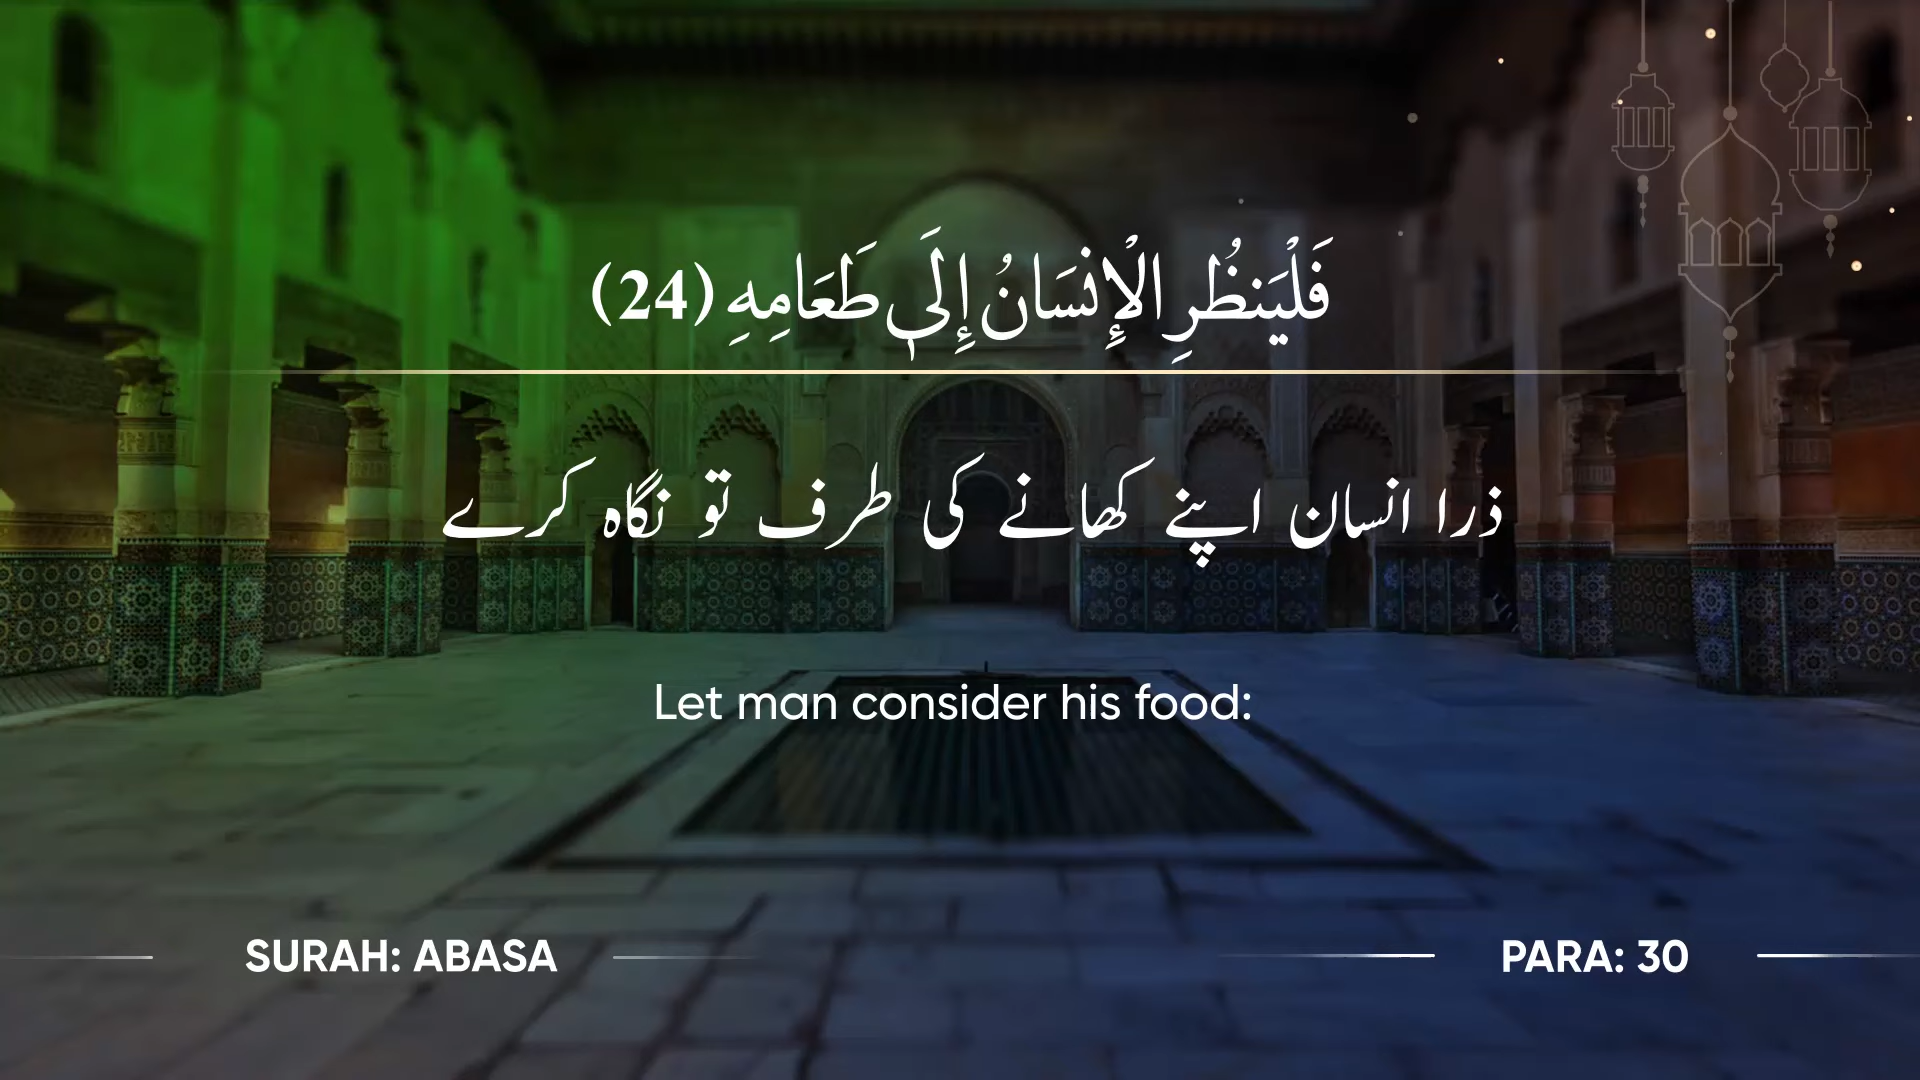 فَلْيَنظُرِ الْإِنسَانُ إِلَىٰ طَعَامِهِ (24)
ذرا انسان اپنے کھانے کی طرف تو نگاہ کرے
Let man consider his food:
SURAH: ABASA
PARA: 30